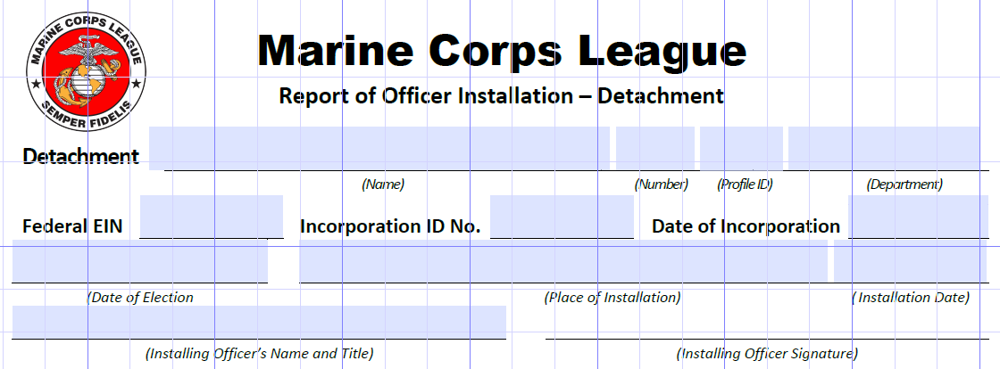 MARINE CORPS LEAGUE
SEMPER FIDELIS
Marine Corps League
Report of Officer Installation – Detachment
Detachment
(Name) (Number) (Profile ID) (Department)
Federal EIN Incorporation ID No. Date of Incorporation
(Date of Election (Place of Installation) ( Installation Date)
(Installing Officer’s Name and Title) (Installing Officer Signature)